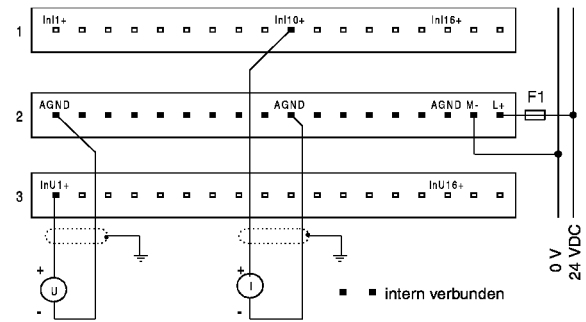 1 InI1+ InI10+ InI16+
2 AGND AGND AGND M- L+ F1
3 InU1+ InU16+
+ +
U I
- -
■ ■ intern verbunden
0 V
24 VDC